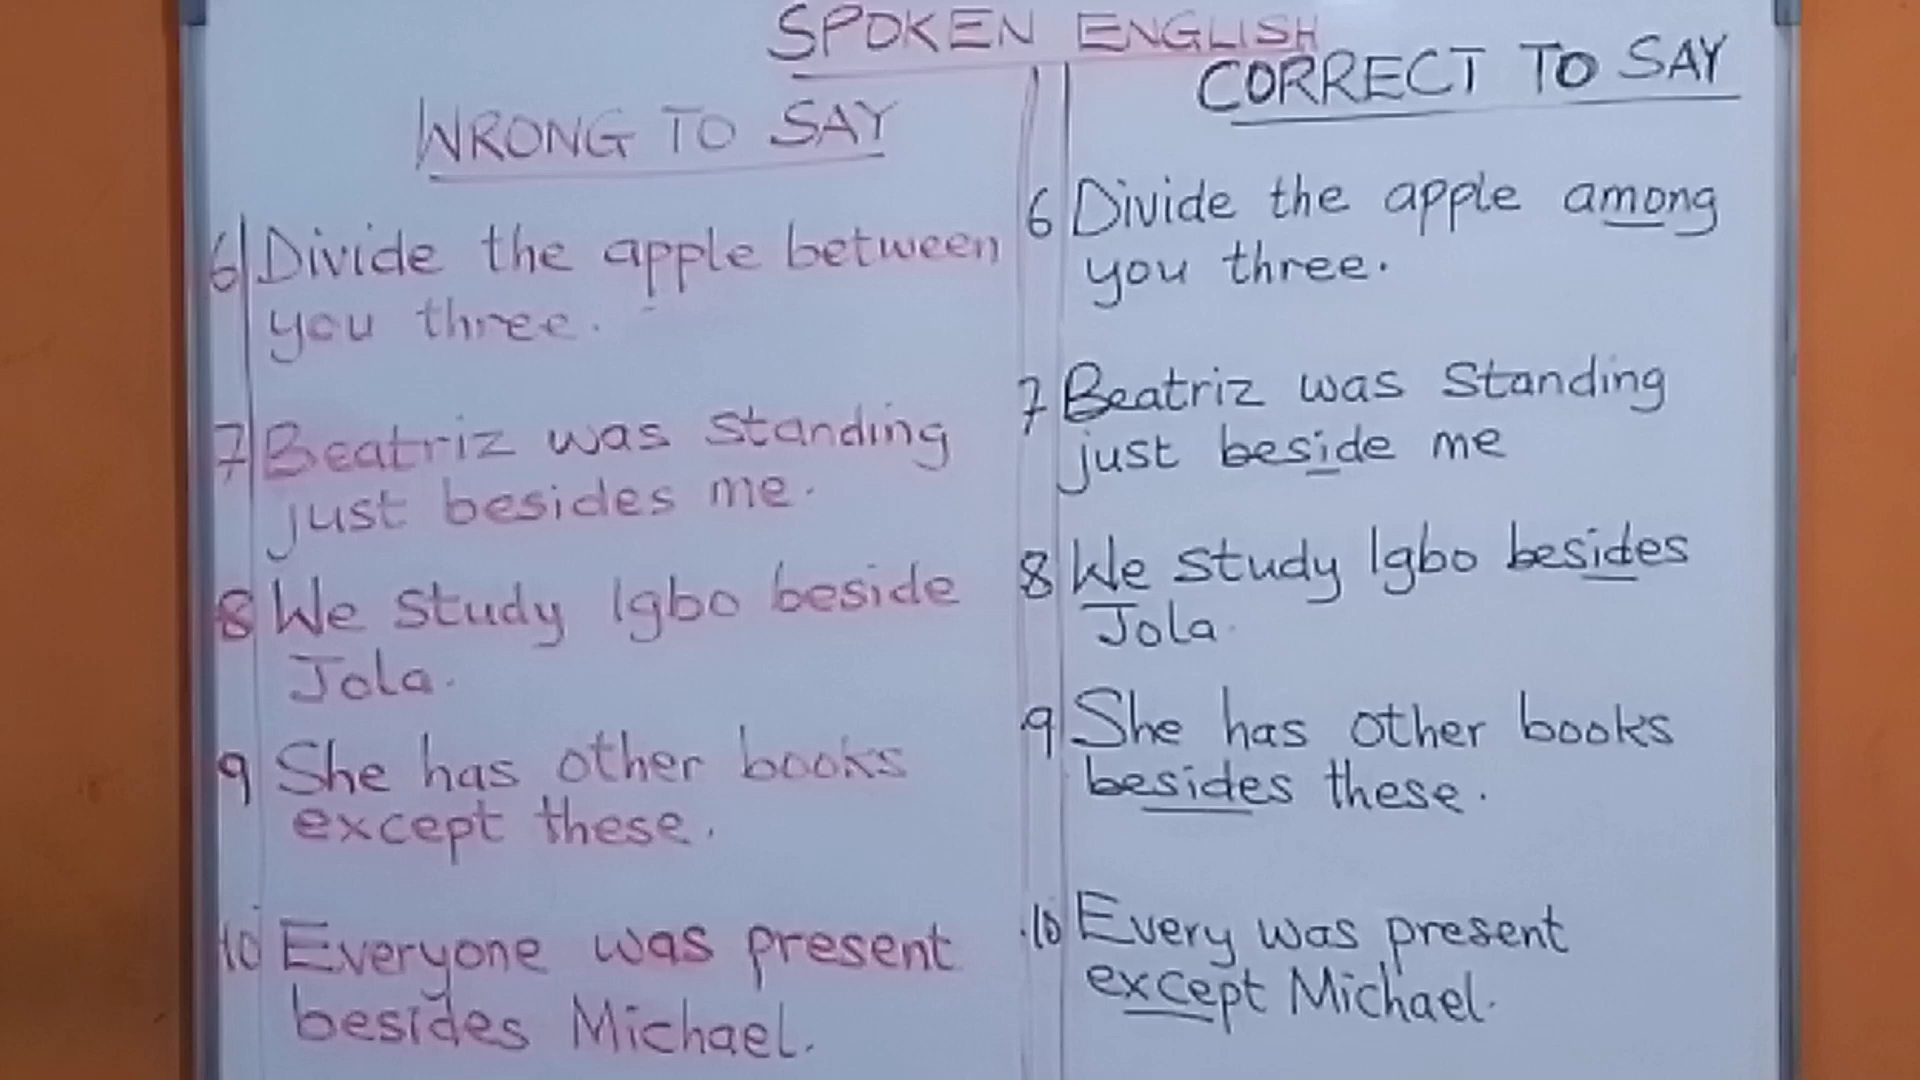 SPOKEN ENGLISH
WRONG TO SAY
6 Divide the apple between
you three.
7 Beatriz was standing
just besides me.
8 We study Igbo beside
Jola.
9 She has other books
except these.
10 Everyone was present
besides Michael.
CORRECT TO SAY
6 Divide the apple among
you three.
7 Beatriz was standing
just beside me
8 We study Igbo besides
Jola.
9 She has other books
besides these.
10 Every was present
except Michael.